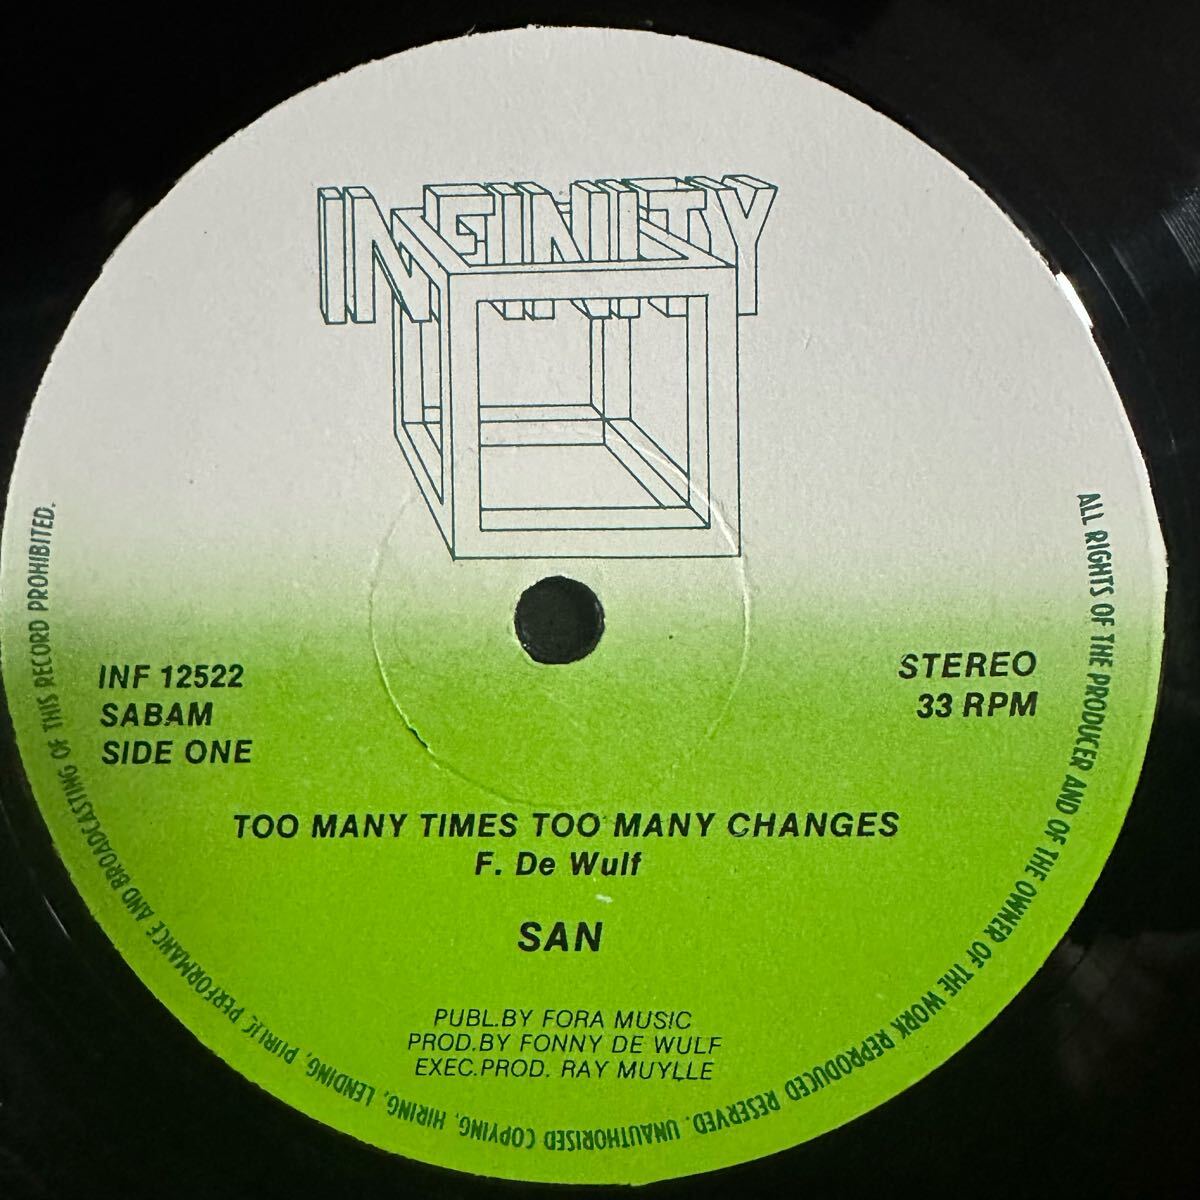 INFINITY
INF 12522
SABAM
SIDE ONE
STEREO
33 RPM
TOO MANY TIMES TOO MANY CHANGES
F. De Wulf
SAN
PUBL.BY FORA MUSIC
PROD.BY FONNY DE WULF
EXEC.PROD. RAY MUYLLE
ALL RIGHTS OF THE PRODUCER AND OF THE OWNER OF THE WORK REPRODUCED RESERVED. UNAUTHORISED COPYING, HIRING, LENDING, PUBLIC PERFORMANCE AND BROADCASTING OF THIS RECORD PROHIBITED.